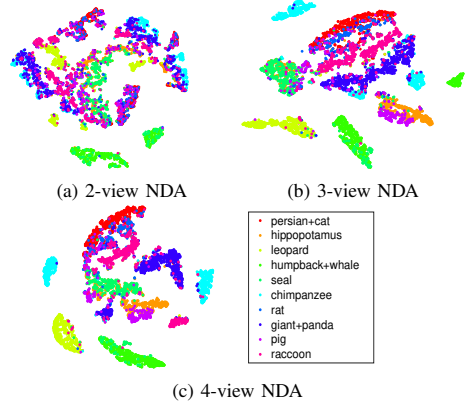 (a) 2-view NDA
(b) 3-view NDA
persian+cat
hippopotamus
leopard
humpback+whale
seal
chimpanzee
rat
giant+panda
pig
raccoon
(c) 4-view NDA